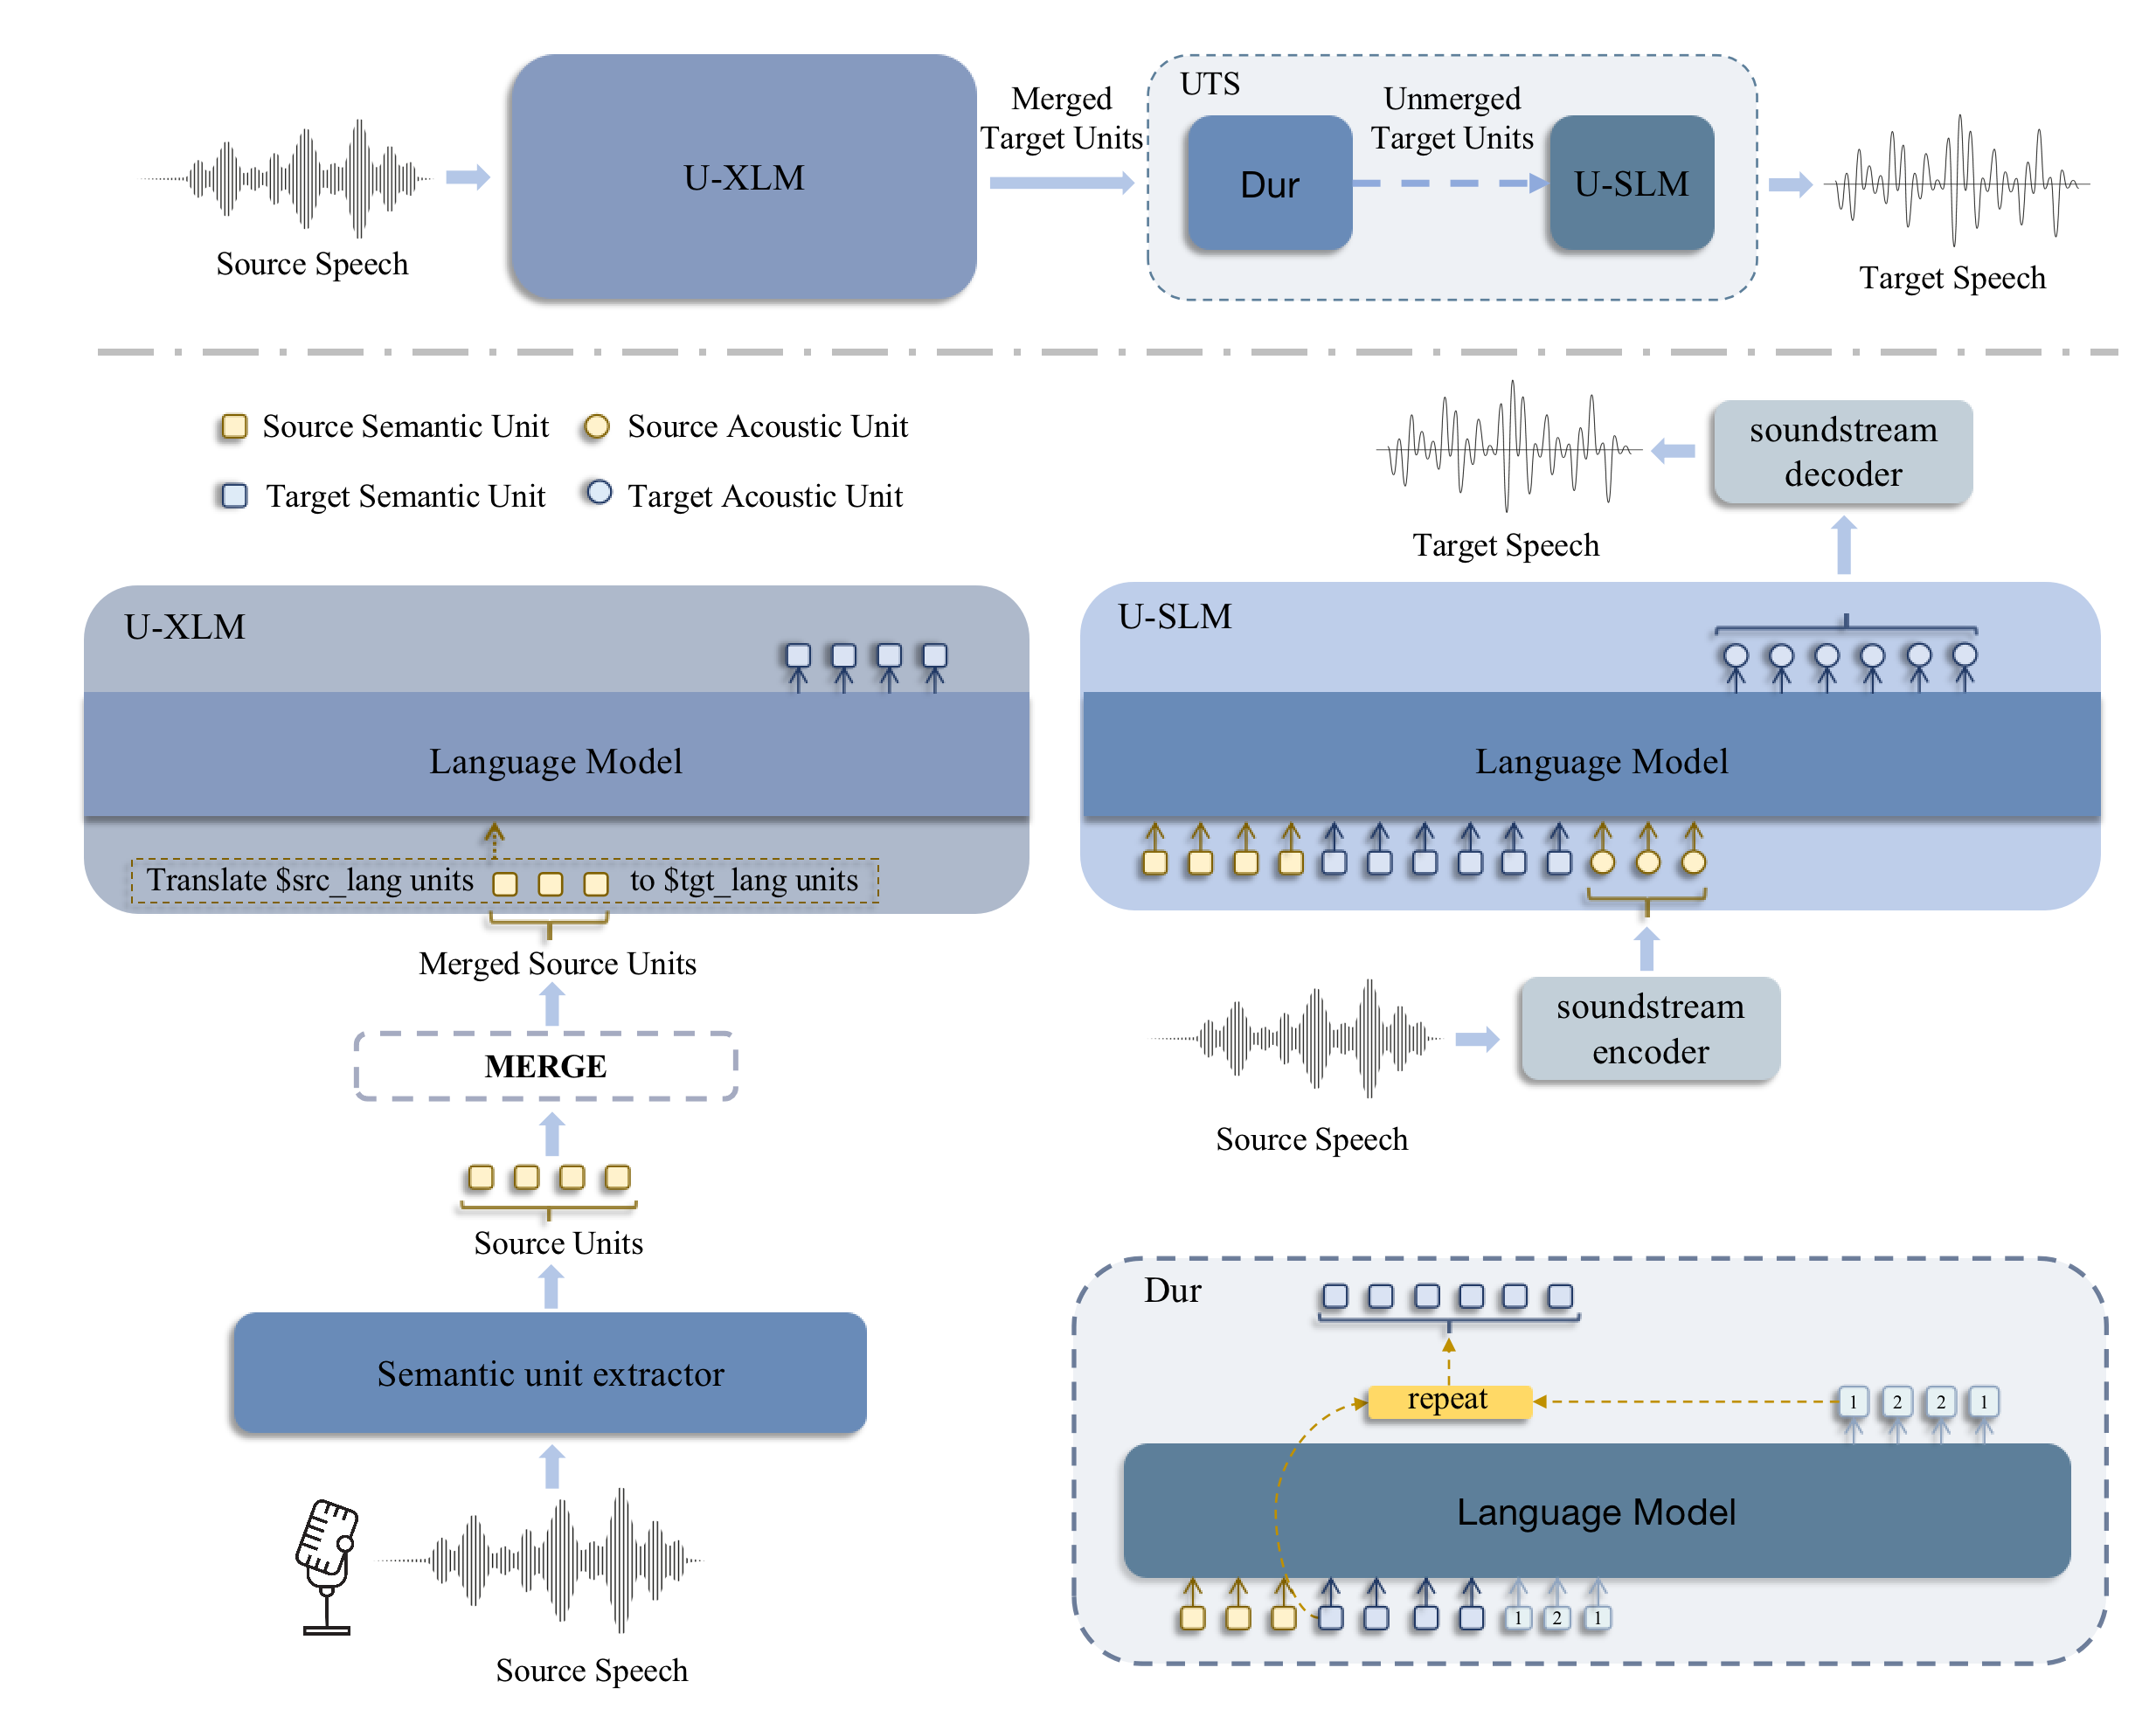 Source Speech
U-XLM
Merged
Target Units
UTS
Dur
Unmerged
Target Units
U-SLM
Target Speech
Source Semantic Unit
Source Acoustic Unit
Target Semantic Unit
Target Acoustic Unit
U-XLM
Language Model
Translate $src_lang units
to $tgt_lang units
Merged Source Units
MERGE
Source Units
Semantic unit extractor
Source Speech
soundstream
decoder
Target Speech
U-SLM
Language Model
soundstream
encoder
Source Speech
Dur
repeat
1 2 2 1
Language Model
1 2 1